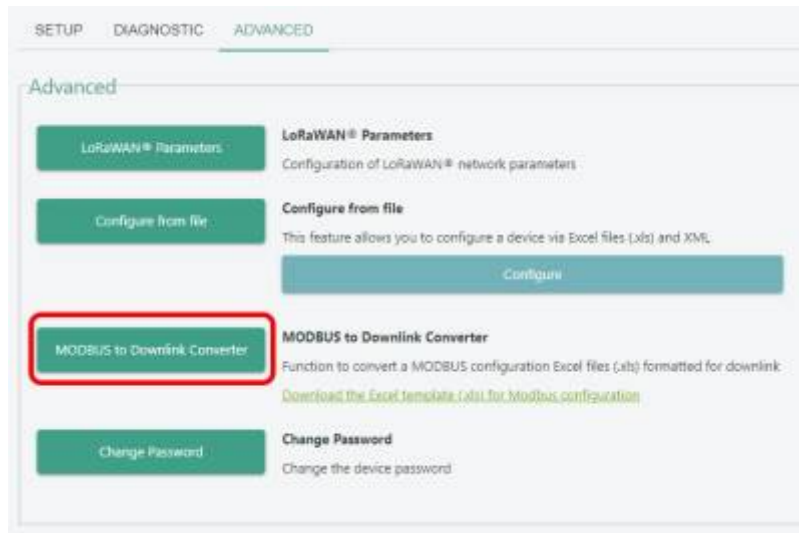 SETUP DIAGNOSTIC ADVANCED
Advanced
LoRaWAN® Parameters
LoRaWAN® Parameters
Configuration of LoRaWAN® network parameters
Configure from file
Configure from file
This feature allows you to configure a device via Excel files (.xls) and XML
Configure
MODBUS to Downlink Converter
MODBUS to Downlink Converter
Function to convert a MODBUS configuration Excel files (.xls) formatted for downlink
Download the Excel template (.xls) for Modbus configuration
Change Password
Change Password
Change the device password